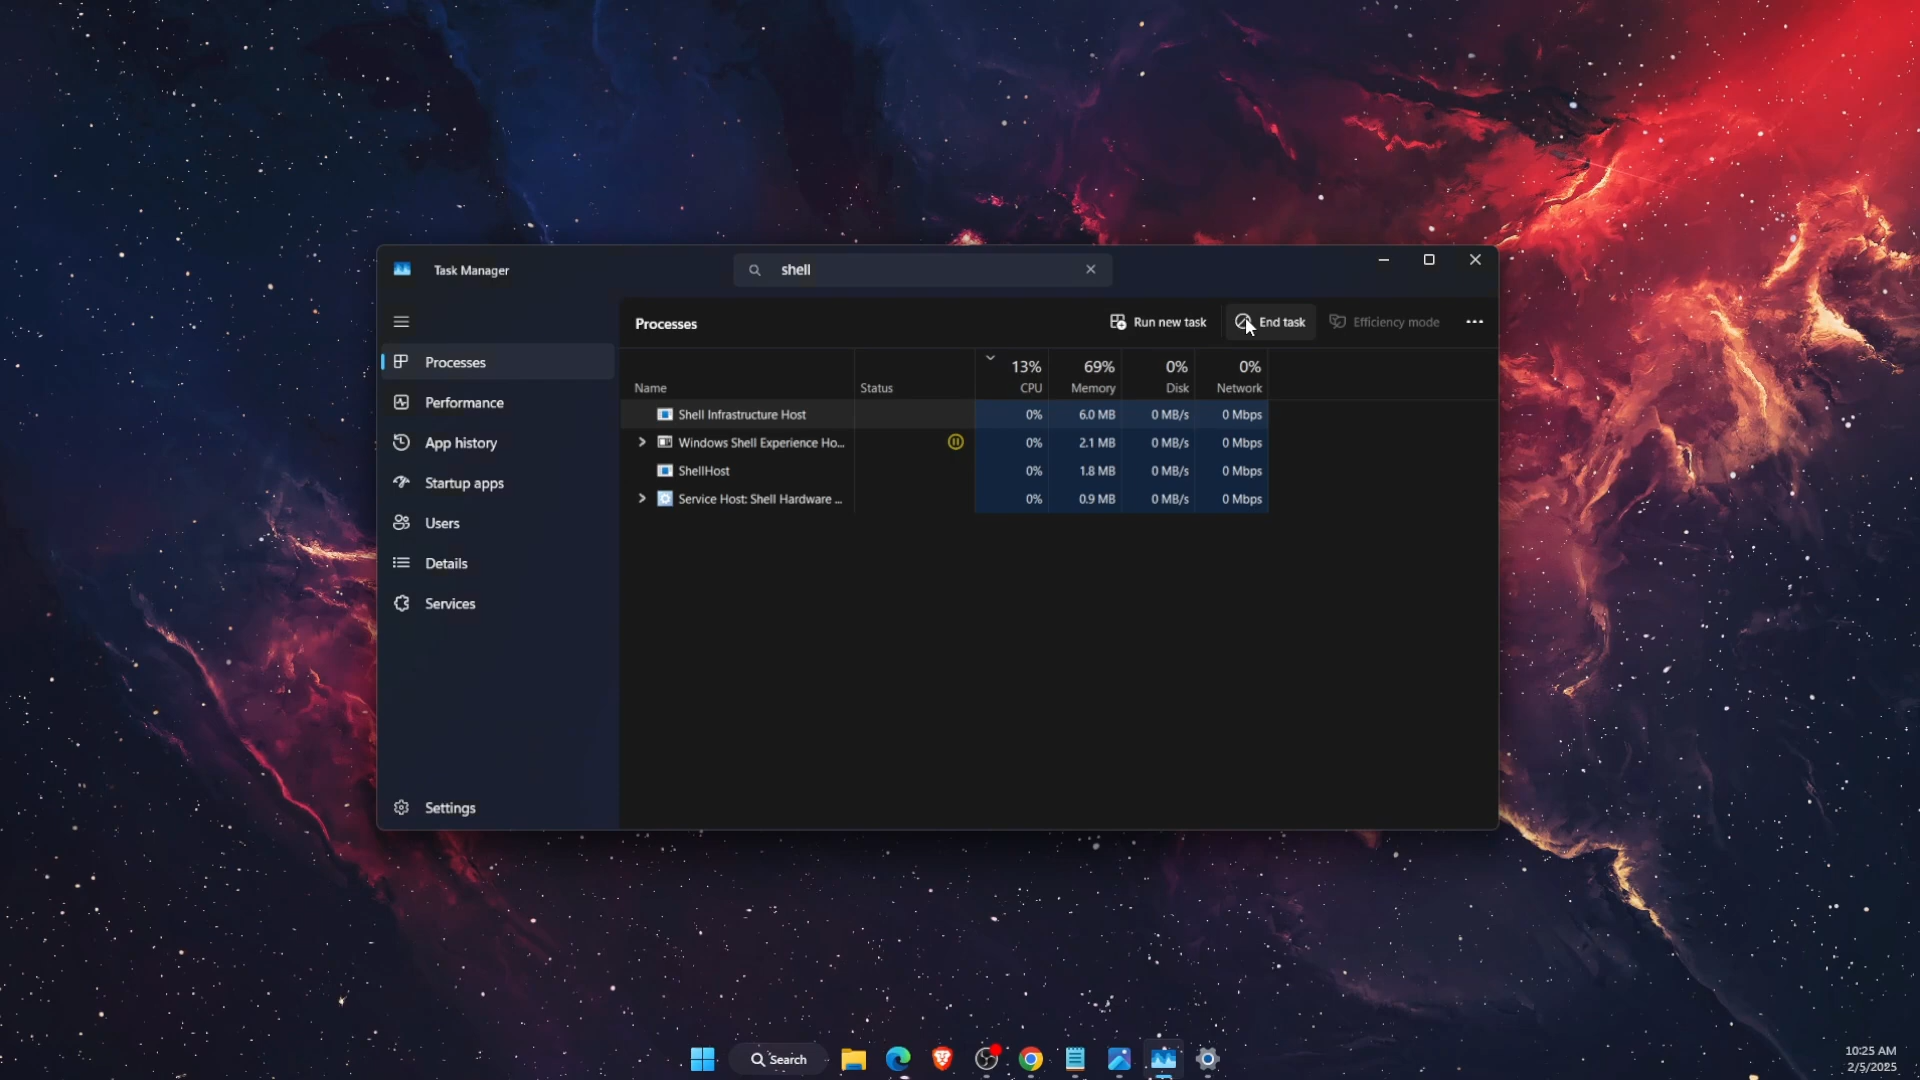 Task Manager
shell
Processes
Run new task
End task
Efficiency mode
Processes
Performance
App history
Startup apps
Users
Details
Services
Settings
13% 69% 0% 0%
Name Status CPU Memory Disk Network
Shell Infrastructure Host 0% 6.0 MB 0 MB/s 0 Mbps
Windows Shell Experience Ho... 0% 2.1 MB 0 MB/s 0 Mbps
ShellHost 0% 1.8 MB 0 MB/s 0 Mbps
Service Host: Shell Hardware ... 0% 0.9 MB 0 MB/s 0 Mbps
Search
10:25 AM
2/5/2025